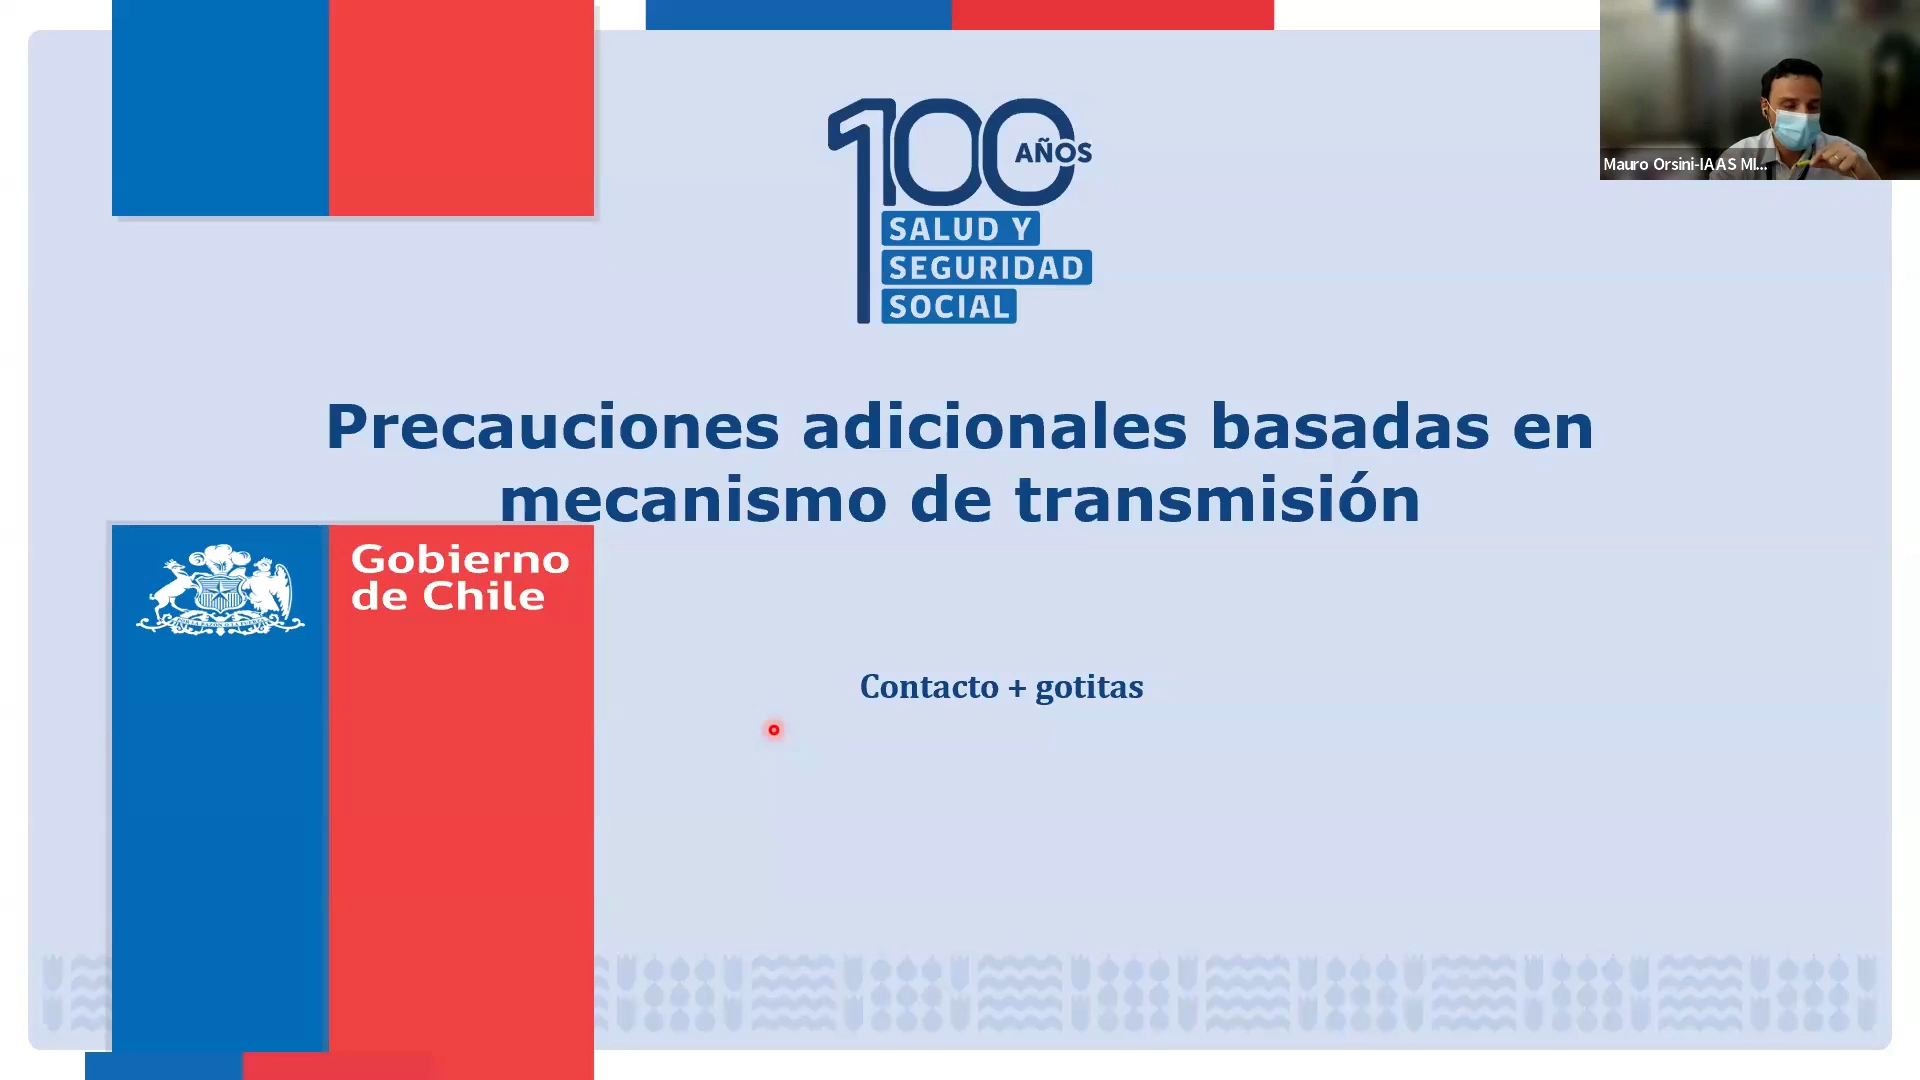 100
AÑOS
SALUD Y
SEGURIDAD
SOCIAL
Mauro Orsini-IAAS MI...
Precauciones adicionales basadas en
mecanismo de transmisión
Gobierno
de Chile
Contacto + gotitas